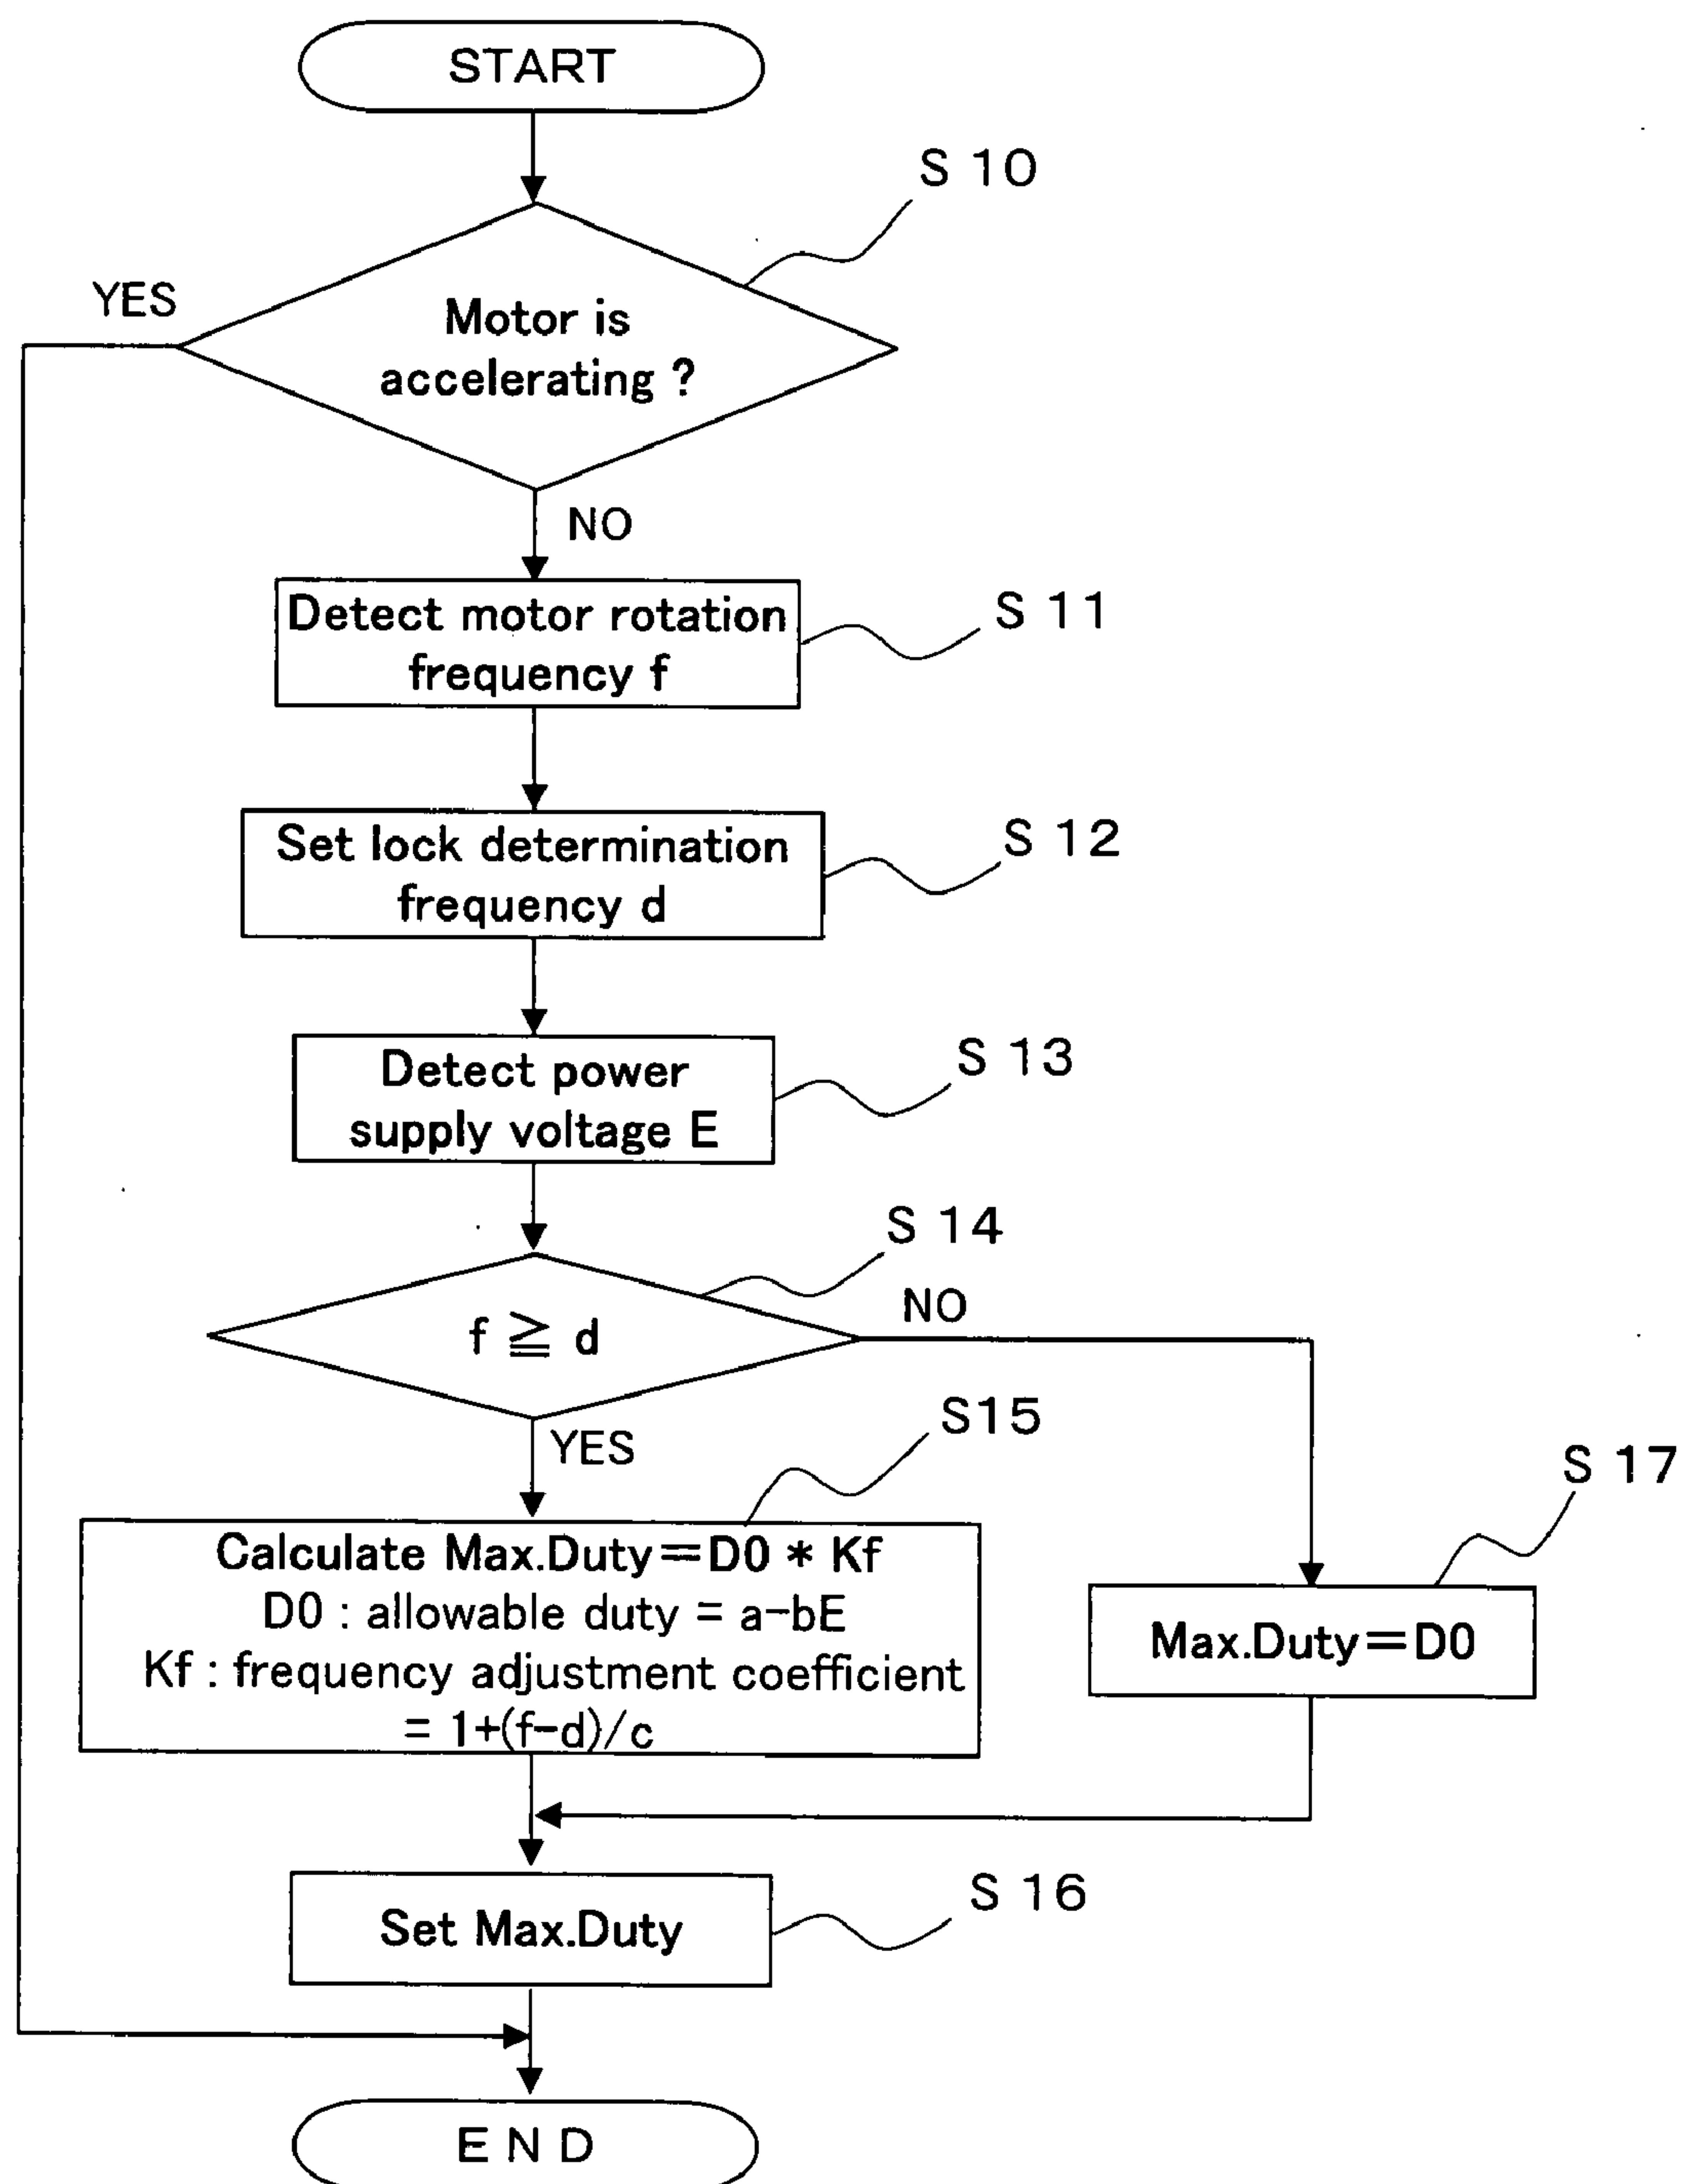 START
S 10
YES
Motor is
accelerating ?
NO
Detect motor rotation
frequency f
S 11
Set lock determination
frequency d
S 12
Detect power
supply voltage E
S 13
S 14
f ≧ d
NO
YES
S15
Calculate Max.Duty=D0 * Kf
D0 : allowable duty = a-bE
Kf : frequency adjustment coefficient
= 1+(f-d)/c
S 17
Max.Duty=D0
Set Max.Duty
S 16
E N D